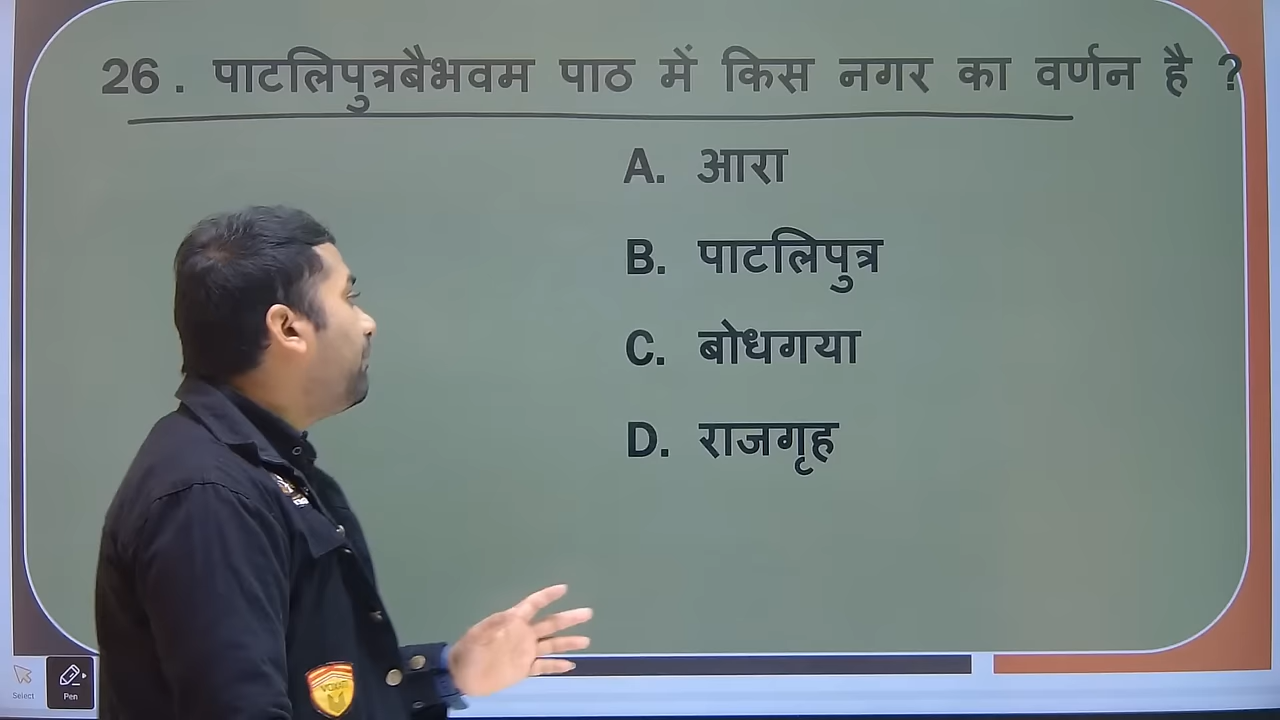 26 . पाटलिपुत्रबैभवम पाठ में किस नगर का वर्णन है ?
A. आरा
B. पाटलिपुत्र
C. बोधगया
D. राजगृह
Select
Pen